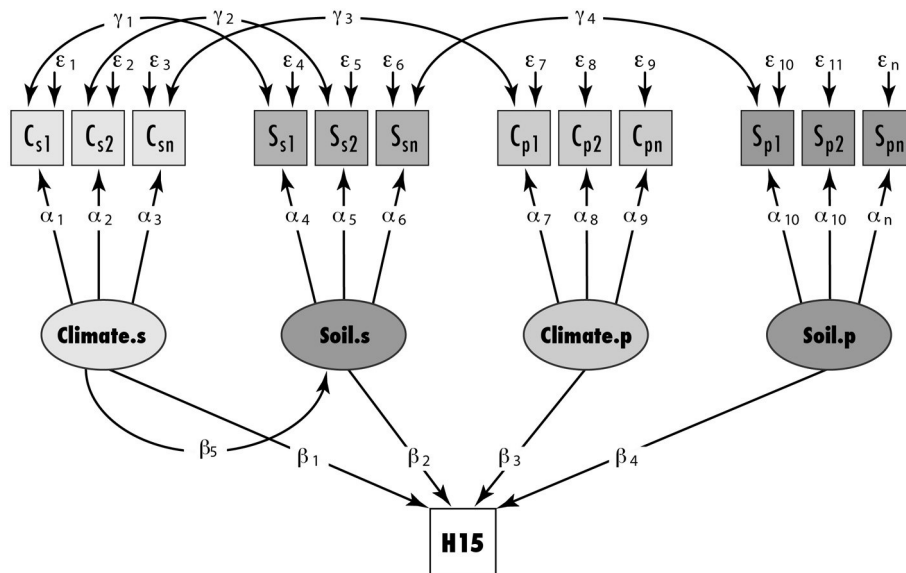 γ1 γ2 γ3 γ4
ε1 ε2 ε3 ε4 ε5 ε6 ε7 ε8 ε9 ε10 ε11 εn
Cs1 Cs2 Csn Ss1 Ss2 Ssn Cp1 Cp2 Cpn Sp1 Sp2 Spn
α1 α2 α3 α4 α5 α6 α7 α8 α9 α10 α10 αn
Climate.s Soil.s Climate.p Soil.p
β5 β1 β2 β3 β4
H15